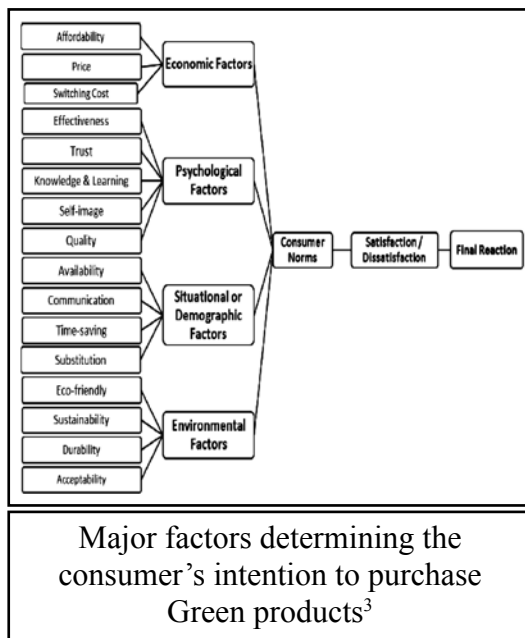 Affordability
Price
Switching Cost
Economic Factors
Effectiveness
Trust
Knowledge & Learning
Self-image
Quality
Psychological
Factors
Availability
Communication
Time-saving
Substitution
Situational or
Demographic
Factors
Eco-friendly
Sustainability
Durability
Acceptability
Environmental
Factors
Consumer
Norms
Satisfaction /
Dissatisfaction
Final Reaction
Major factors determining the
consumer’s intention to purchase
Green products³